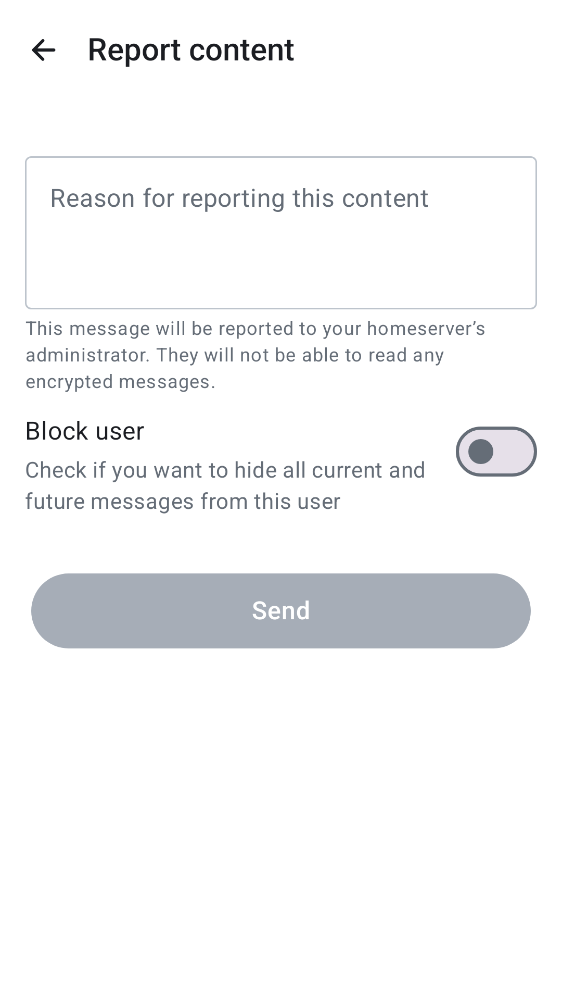 Report content
Reason for reporting this content
This message will be reported to your homeserver’s
administrator. They will not be able to read any
encrypted messages.
Block user
Check if you want to hide all current and
future messages from this user
Send